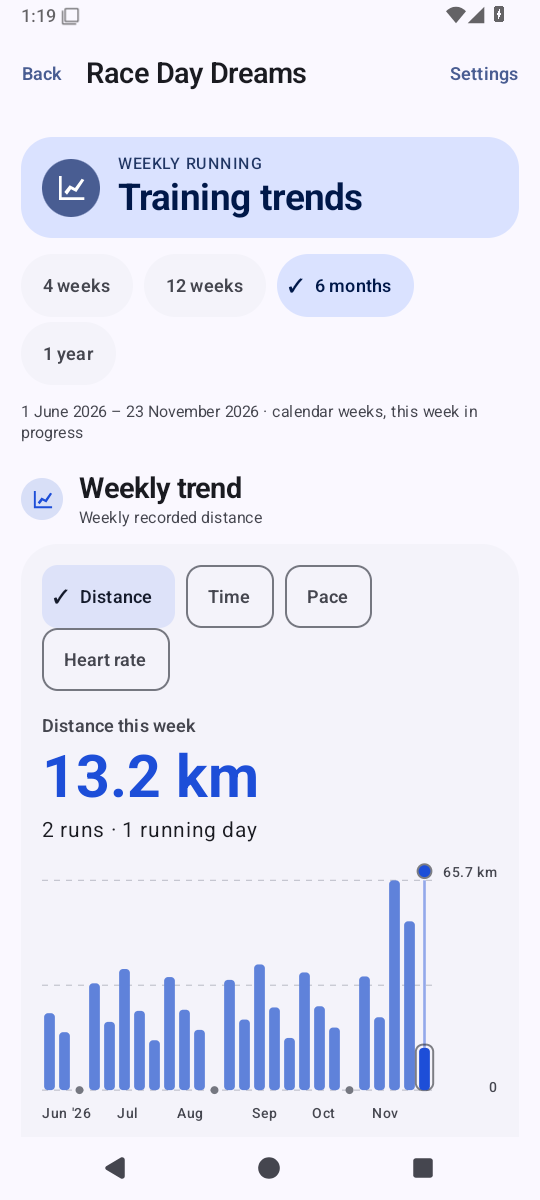 1:19
Back Race Day Dreams Settings
WEEKLY RUNNING
Training trends
4 weeks 12 weeks ✓ 6 months
1 year
1 June 2026 – 23 November 2026 · calendar weeks, this week in
progress
Weekly trend
Weekly recorded distance
✓ Distance Time Pace
Heart rate
Distance this week
13.2 km
2 runs · 1 running day
65.7 km
0
Jun '26 Jul Aug Sep Oct Nov